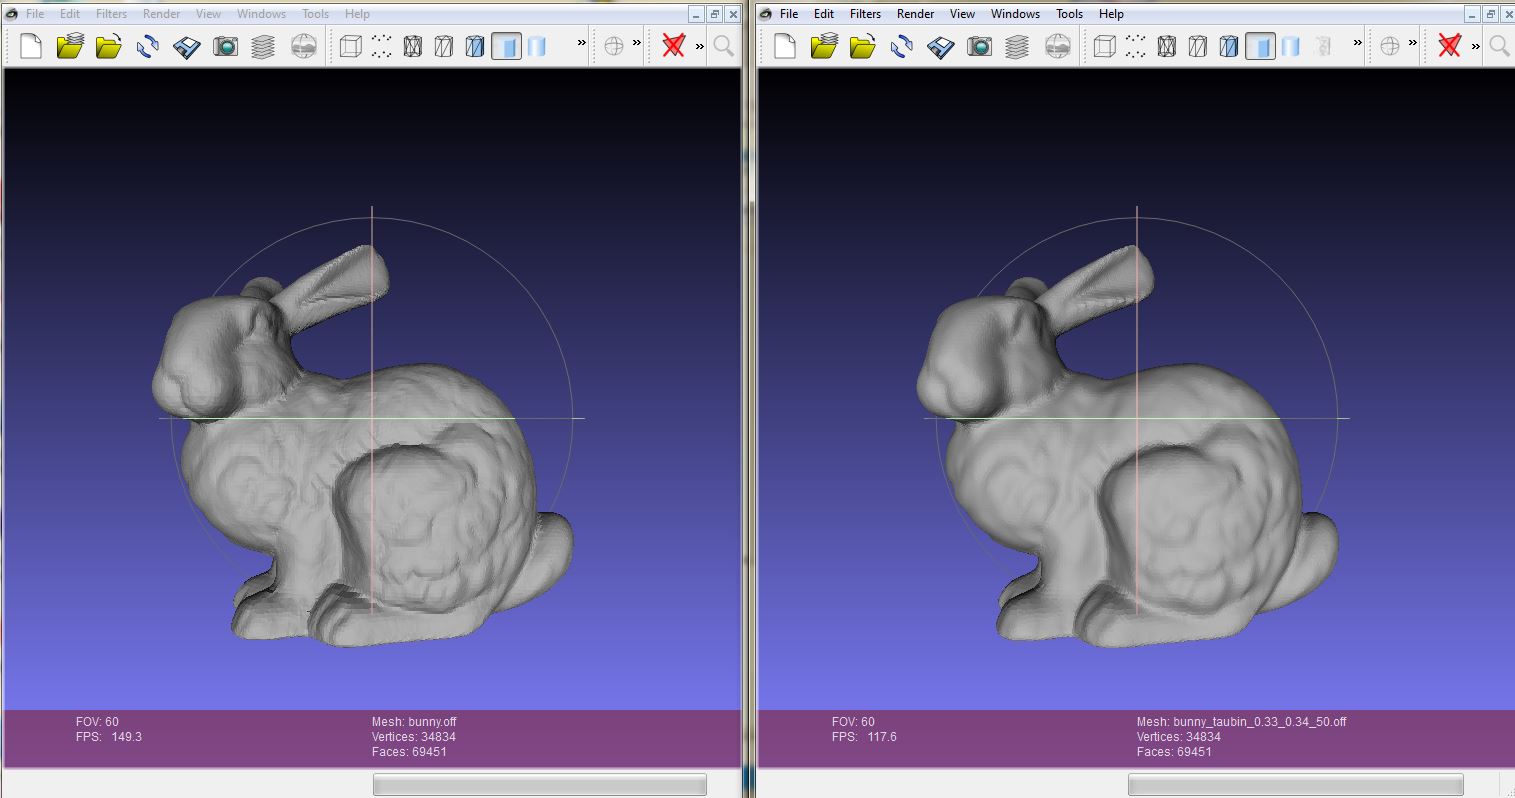 File Edit Filters Render View Windows Tools Help
FOV: 60
FPS: 149.3
Mesh: bunny.off
Vertices: 34834
Faces: 69451
File Edit Filters Render View Windows Tools Help
FOV: 60
FPS: 117.6
Mesh: bunny_taubin_0.33_0.34_50.off
Vertices: 34834
Faces: 69451